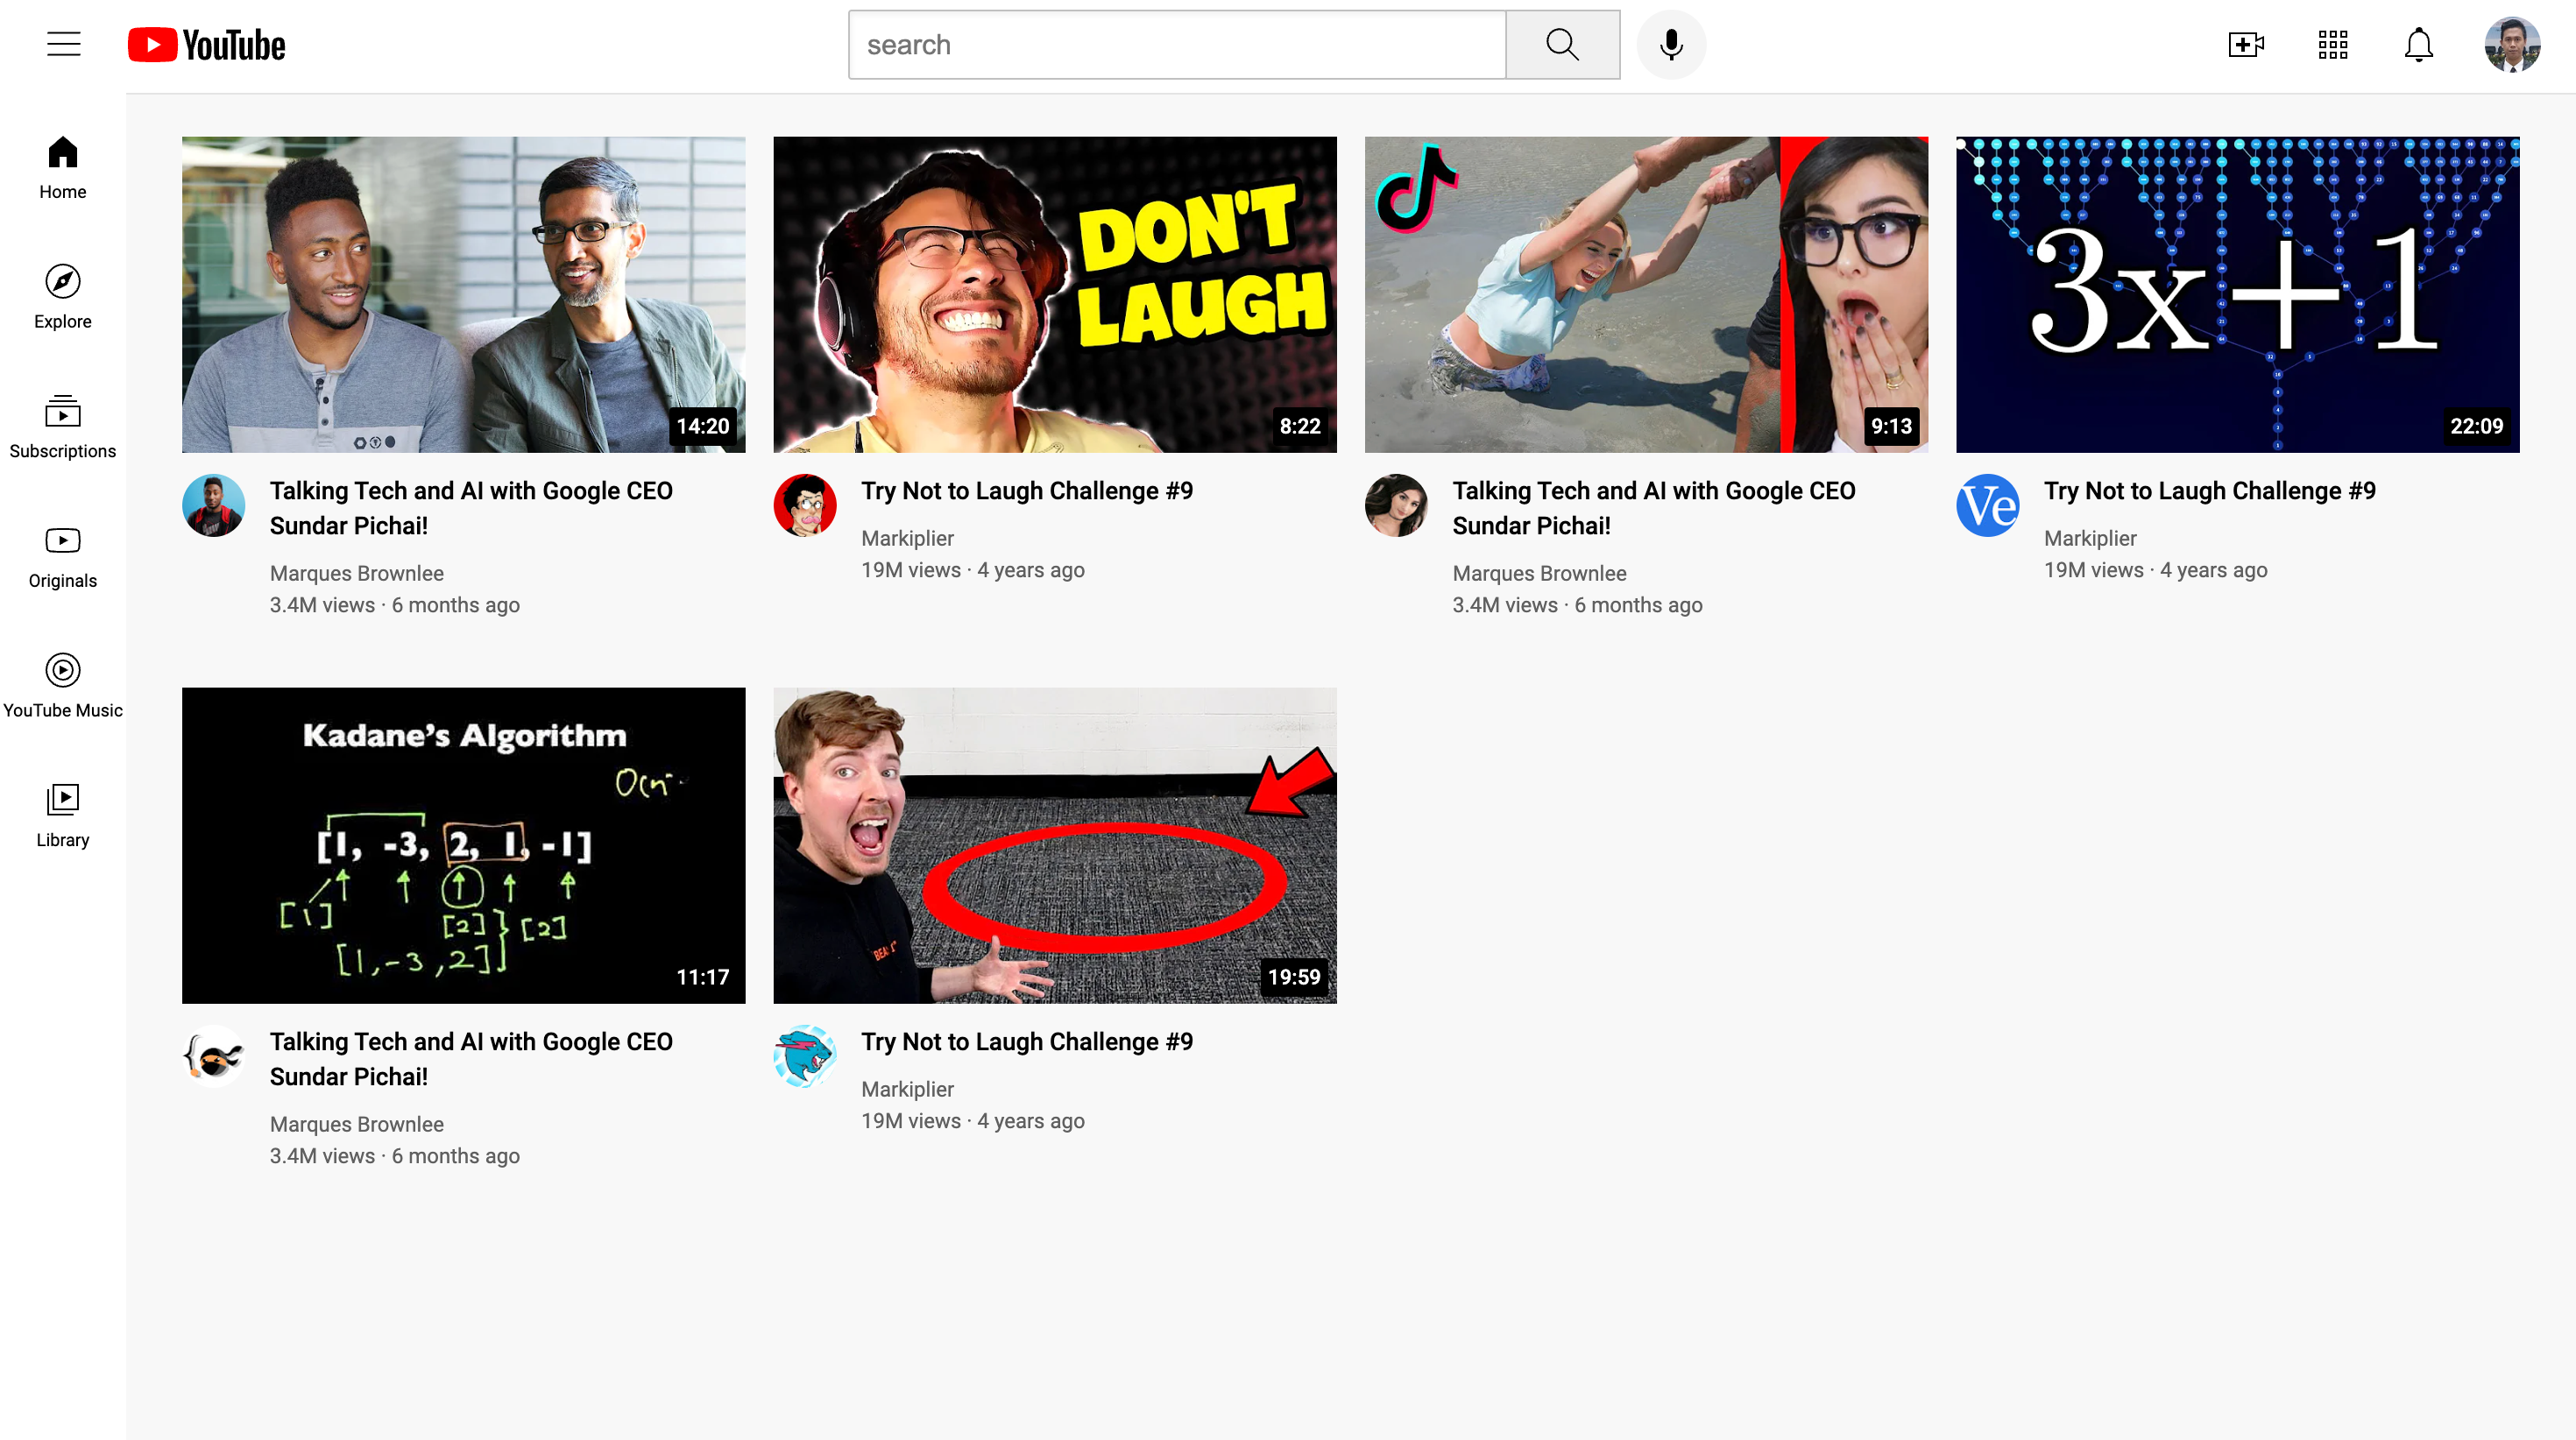 YouTube
search
Home
Explore
Subscriptions
Originals
YouTube Music
Library
DON'T
LAUGH
3x+1
14:20
8:22
9:13
22:09
Talking Tech and AI with Google CEO
Sundar Pichai!
Marques Brownlee
3.4M views · 6 months ago
Try Not to Laugh Challenge #9
Markiplier
19M views · 4 years ago
Talking Tech and AI with Google CEO
Sundar Pichai!
Marques Brownlee
3.4M views · 6 months ago
Ve
Try Not to Laugh Challenge #9
Markiplier
19M views · 4 years ago
Kadane's Algorithm
[1, -3, 2, 1, -1]
[1]
[2] } [2]
[1,-3,2]
11:17
19:59
Talking Tech and AI with Google CEO
Sundar Pichai!
Marques Brownlee
3.4M views · 6 months ago
Try Not to Laugh Challenge #9
Markiplier
19M views · 4 years ago